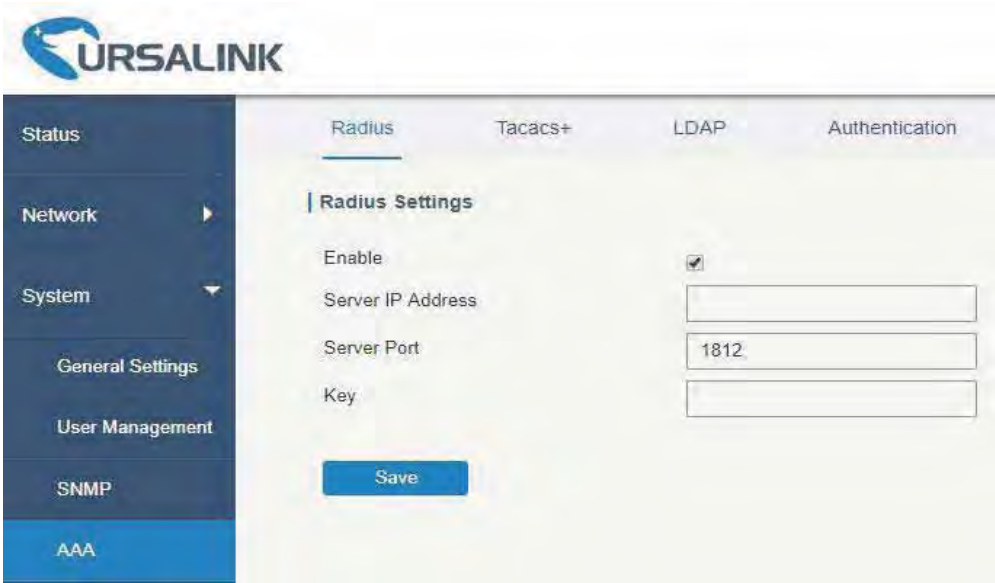 URSALINK
Status
Network
System
General Settings
User Management
SNMP
AAA
Radius Tacacs+ LDAP Authentication
Radius Settings
Enable
Server IP Address
Server Port 1812
Key
Save